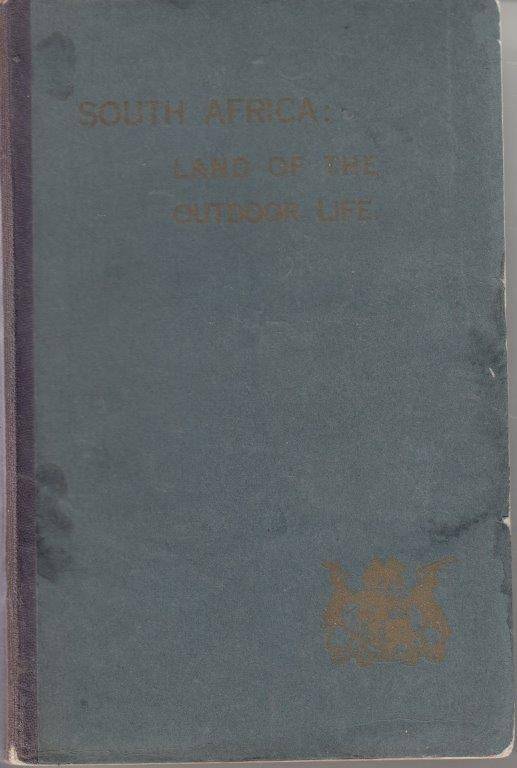 SOUTH AFRICA:
LAND OF THE
OUTDOOR LIFE.